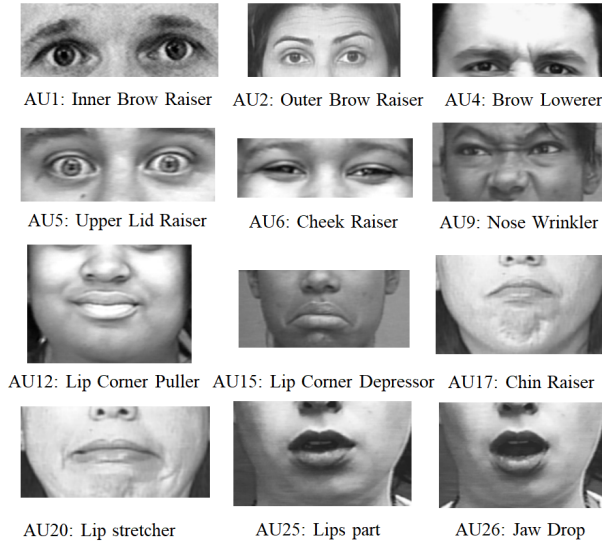 AU1: Inner Brow Raiser
AU2: Outer Brow Raiser
AU4: Brow Lowerer
AU5: Upper Lid Raiser
AU6: Cheek Raiser
AU9: Nose Wrinkler
AU12: Lip Corner Puller
AU15: Lip Corner Depressor
AU17: Chin Raiser
AU20: Lip stretcher
AU25: Lips part
AU26: Jaw Drop